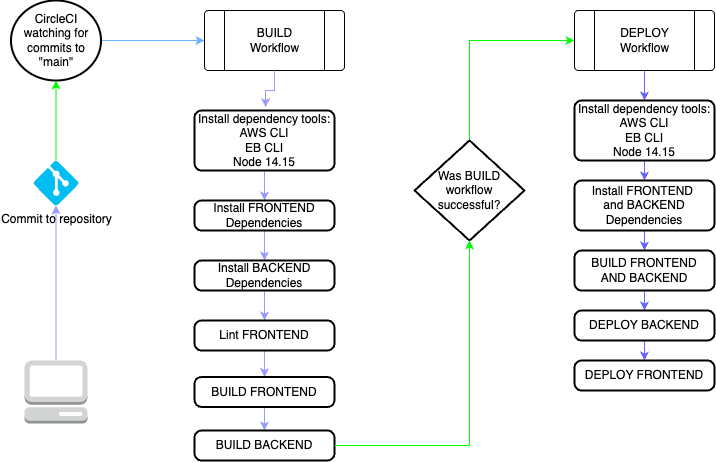 CircleCI
watching for
commits to
"main"
Commit to repository
BUILD
Workflow
Install dependency tools:
AWS CLI
EB CLI
Node 14.15
Install FRONTEND
Dependencies
Install BACKEND
Dependencies
Lint FRONTEND
BUILD FRONTEND
BUILD BACKEND
Was BUILD
workflow
successful?
DEPLOY
Workflow
Install dependency tools:
AWS CLI
EB CLI
Node 14.15
Install FRONTEND
and BACKEND
Dependencies
BUILD FRONTEND
AND BACKEND
DEPLOY BACKEND
DEPLOY FRONTEND